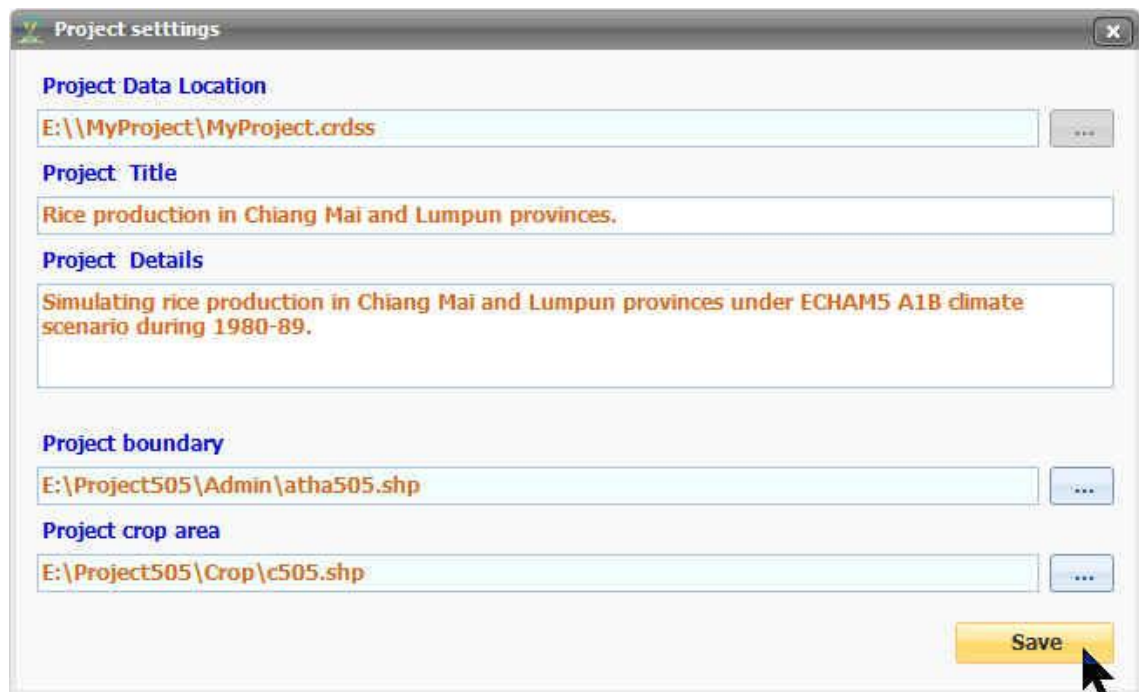 Project setttings
Project Data Location
E:\\MyProject\MyProject.crdss
...
Project Title
Rice production in Chiang Mai and Lumpun provinces.
Project Details
Simulating rice production in Chiang Mai and Lumpun provinces under ECHAM5 A1B climate
scenario during 1980-89.
Project boundary
E:\Project505\Admin\atha505.shp
...
Project crop area
E:\Project505\Crop\c505.shp
...
Save